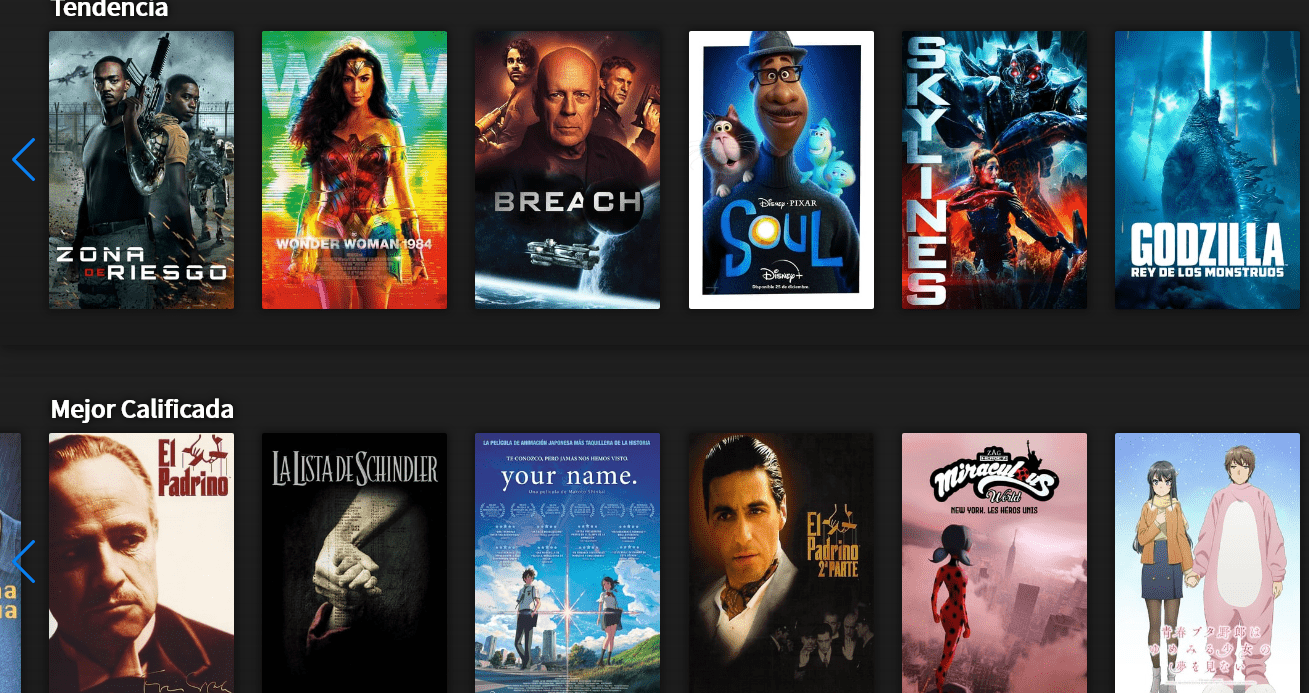 Tendencia
ZONA
DE RIESGO
WW
WONDER WOMAN 1984
BREACH
Disney · PIXAR
SOUL
Disney+
Disponible 25 de diciembre.
SKYLINES
GODZILLA
REY DE LOS MONSTRUOS
Mejor Calificada
El
Padrino
LA LISTA DE SCHINDLER
LA PELÍCULA DE ANIMACIÓN JAPONESA MÁS TAQUILLERA DE LA HISTORIA
TE CONOZCO, PERO JAMÁS NOS HEMOS VISTO.
your name.
Una película de Makoto Shinkai
El
Padrino
2ª PARTE
ZAG
HEROEZ
Miraculous
World
NEW YORK, LES HÉROS UNIS
青春ブタ野郎は
ゆめみる少女の
夢を見ない